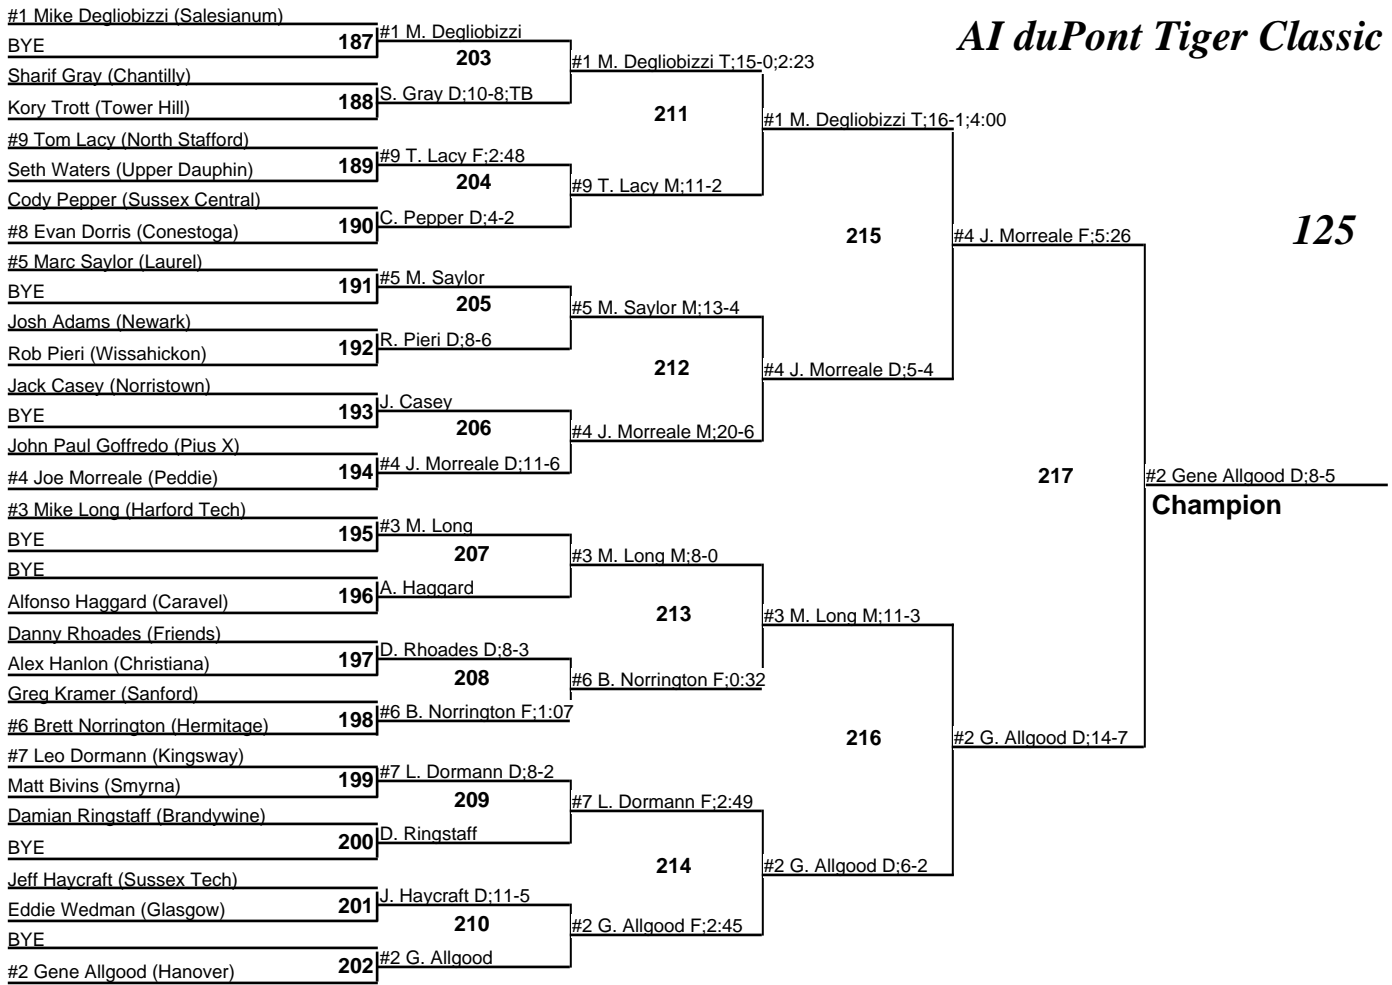 AI duPont Tiger Classic
125
#1 Mike Degliobizzi (Salesianum)
BYE
187
Sharif Gray (Chantilly)
Kory Trott (Tower Hill)
188
#9 Tom Lacy (North Stafford)
Seth Waters (Upper Dauphin)
189
Cody Pepper (Sussex Central)
#8 Evan Dorris (Conestoga)
190
#5 Marc Saylor (Laurel)
BYE
191
Josh Adams (Newark)
Rob Pieri (Wissahickon)
192
Jack Casey (Norristown)
BYE
193
John Paul Goffredo (Pius X)
#4 Joe Morreale (Peddie)
194
#3 Mike Long (Harford Tech)
BYE
195
BYE
Alfonso Haggard (Caravel)
196
Danny Rhoades (Friends)
Alex Hanlon (Christiana)
197
Greg Kramer (Sanford)
#6 Brett Norrington (Hermitage)
198
#7 Leo Dormann (Kingsway)
Matt Bivins (Smyrna)
199
Damian Ringstaff (Brandywine)
BYE
200
Jeff Haycraft (Sussex Tech)
Eddie Wedman (Glasgow)
201
BYE
#2 Gene Allgood (Hanover)
202
#1 M. Degliobizzi
203
S. Gray D;10-8;TB
#9 T. Lacy F;2:48
204
C. Pepper D;4-2
#5 M. Saylor
205
R. Pieri D;8-6
J. Casey
206
#4 J. Morreale D;11-6
#3 M. Long
207
A. Haggard
D. Rhoades D;8-3
208
#6 B. Norrington F;1:07
#7 L. Dormann D;8-2
209
D. Ringstaff
J. Haycraft D;11-5
210
#2 G. Allgood
#1 M. Degliobizzi T;15-0;2:23
211
#9 T. Lacy M;11-2
#5 M. Saylor M;13-4
212
#4 J. Morreale M;20-6
#3 M. Long M;8-0
213
#6 B. Norrington F;0:32
#7 L. Dormann F;2:49
214
#2 G. Allgood F;2:45
#1 M. Degliobizzi T;16-1;4:00
215
#4 J. Morreale D;5-4
#3 M. Long M;11-3
216
#2 G. Allgood D;6-2
#4 J. Morreale F;5:26
217
#2 G. Allgood D;14-7
#2 Gene Allgood D;8-5
Champion